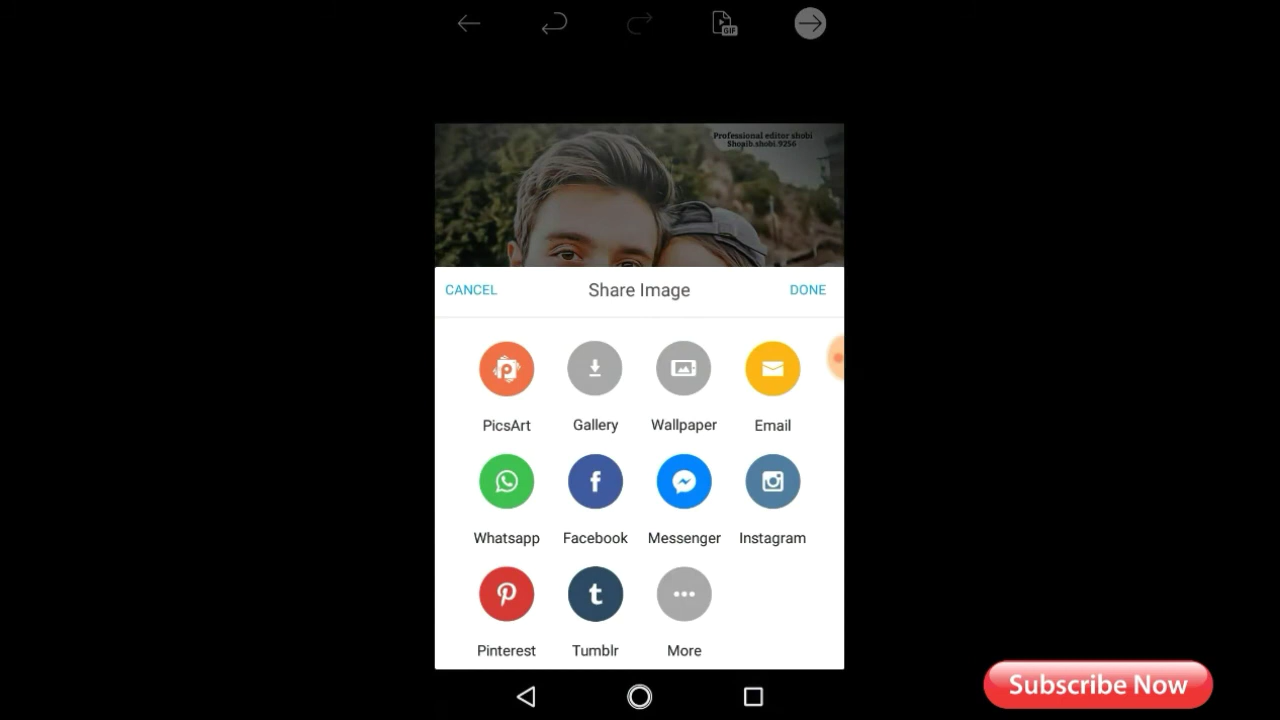 GIF
Professional editor shobi
Shoaib.shobi.9256
CANCEL Share Image DONE
PicsArt Gallery Wallpaper Email
Whatsapp Facebook Messenger Instagram
Pinterest Tumblr More
Subscribe Now